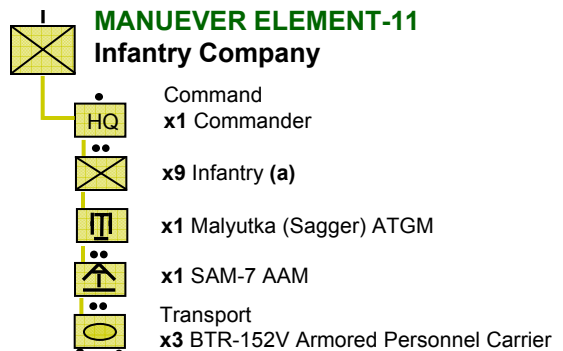 MANUEVER ELEMENT-11
Infantry Company
Command
HQ
x1 Commander
x9 Infantry (a)
x1 Malyutka (Sagger) ATGM
x1 SAM-7 AAM
Transport
x3 BTR-152V Armored Personnel Carrier